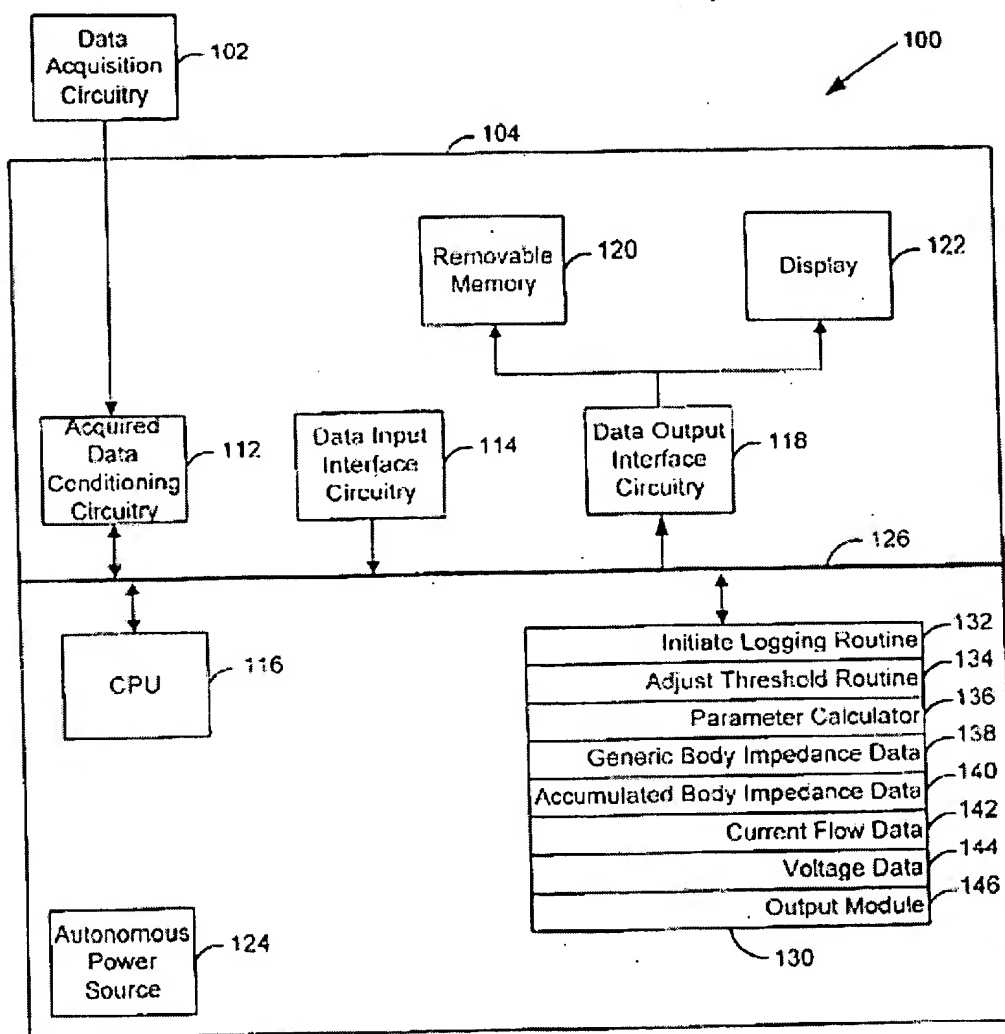 Data
Acquisition
Circuitry
102
100
104
Removable
Memory
120
Display
122
Acquired
Data
Conditioning
Circuitry
112
Data Input
Interface
Circuitry
114
Data Output
Interface
Circuitry
118
126
CPU
116
Initiate Logging Routine
132
Adjust Threshold Routine
134
Parameter Calculator
136
Generic Body Impedance Data
138
Accumulated Body Impedance Data
140
Current Flow Data
142
Voltage Data
144
Output Module
146
130
Autonomous
Power
Source
124